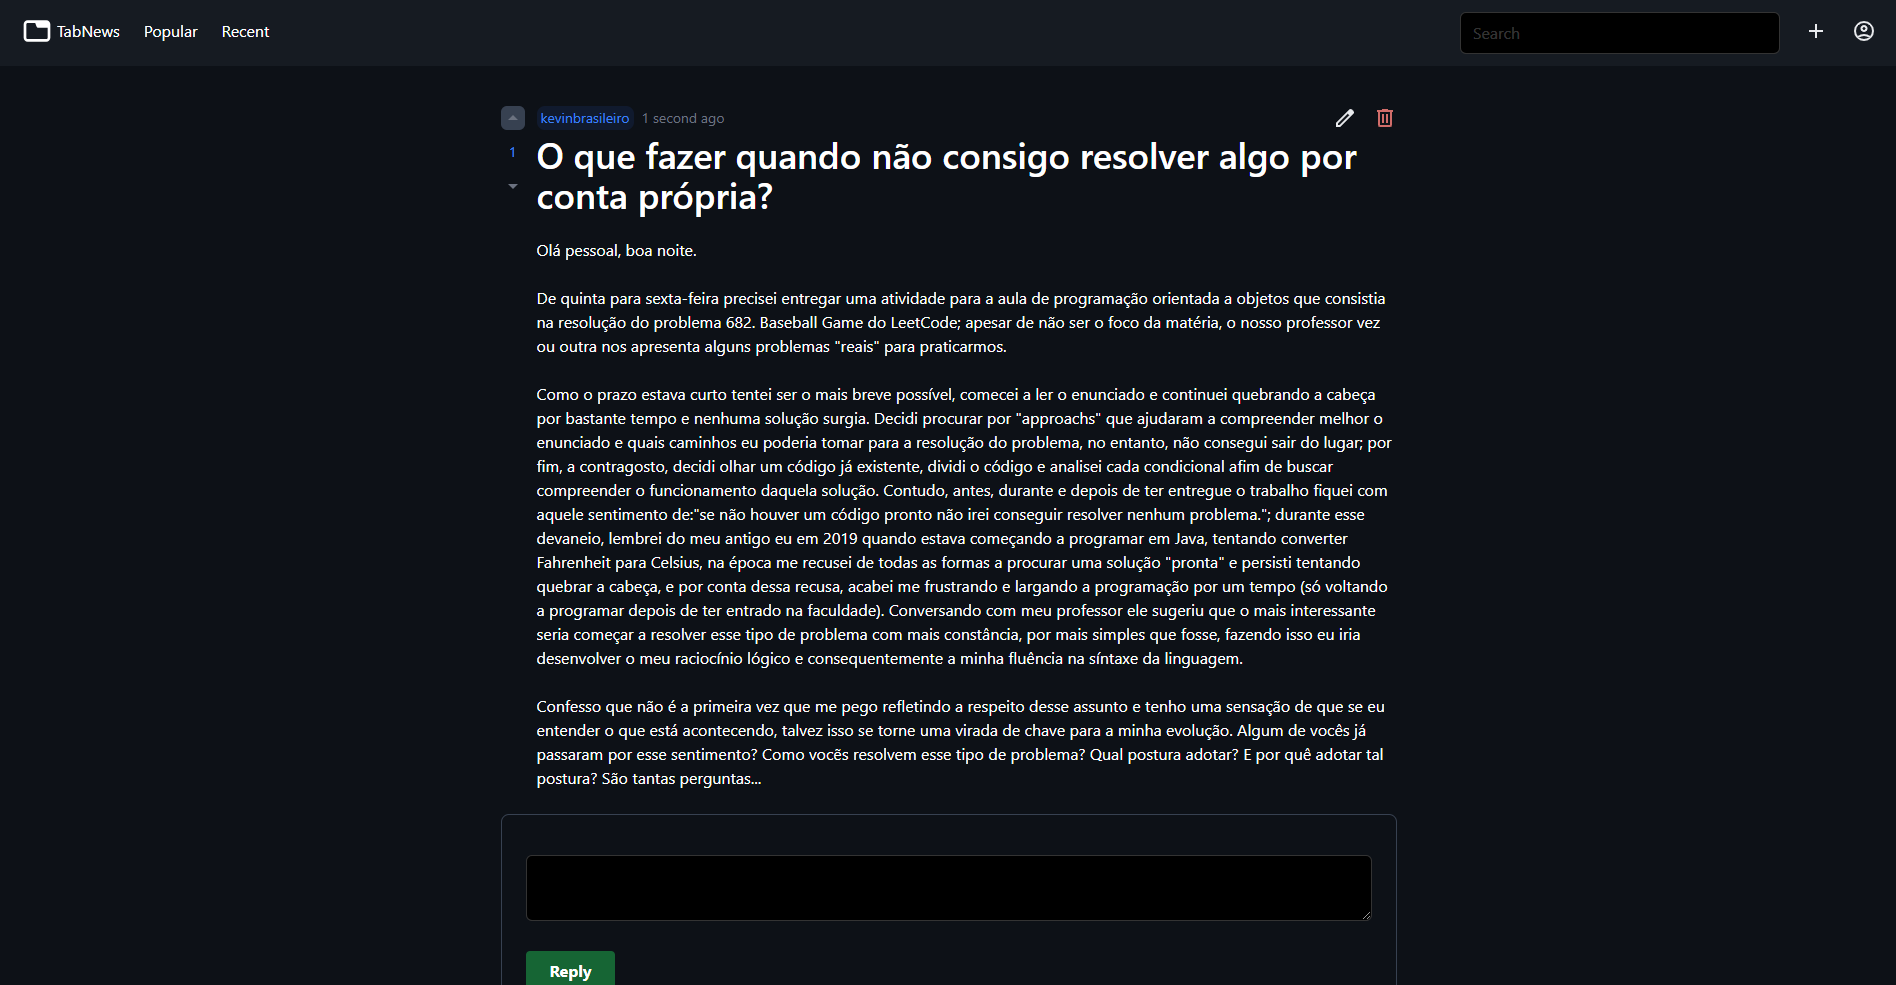 TabNews Popular Recent Search
kevinbrasileiro 1 second ago
1
O que fazer quando não consigo resolver algo por
conta própria?
Olá pessoal, boa noite.
De quinta para sexta-feira precisei entregar uma atividade para a aula de programação orientada a objetos que consistia
na resolução do problema 682. Baseball Game do LeetCode; apesar de não ser o foco da matéria, o nosso professor vez
ou outra nos apresenta alguns problemas "reais" para praticarmos.
Como o prazo estava curto tentei ser o mais breve possível, comecei a ler o enunciado e continuei quebrando a cabeça
por bastante tempo e nenhuma solução surgia. Decidi procurar por "approachs" que ajudaram a compreender melhor o
enunciado e quais caminhos eu poderia tomar para a resolução do problema, no entanto, não consegui sair do lugar; por
fim, a contragosto, decidi olhar um código já existente, dividi o código e analisei cada condicional afim de buscar
compreender o funcionamento daquela solução. Contudo, antes, durante e depois de ter entregue o trabalho fiquei com
aquele sentimento de:"se não houver um código pronto não irei conseguir resolver nenhum problema."; durante esse
devaneio, lembrei do meu antigo eu em 2019 quando estava começando a programar em Java, tentando converter
Fahrenheit para Celsius, na época me recusei de todas as formas a procurar uma solução "pronta" e persisti tentando
quebrar a cabeça, e por conta dessa recusa, acabei me frustrando e largando a programação por um tempo (só voltando
a programar depois de ter entrado na faculdade). Conversando com meu professor ele sugeriu que o mais interessante
seria começar a resolver esse tipo de problema com mais constância, por mais simples que fosse, fazendo isso eu iria
desenvolver o meu raciocínio lógico e consequentemente a minha fluência na síntaxe da linguagem.
Confesso que não é a primeira vez que me pego refletindo a respeito desse assunto e tenho uma sensação de que se eu
entender o que está acontecendo, talvez isso se torne uma virada de chave para a minha evolução. Algum de vocês já
passaram por esse sentimento? Como vocẽs resolvem esse tipo de problema? Qual postura adotar? E por quê adotar tal
postura? São tantas perguntas...
Reply